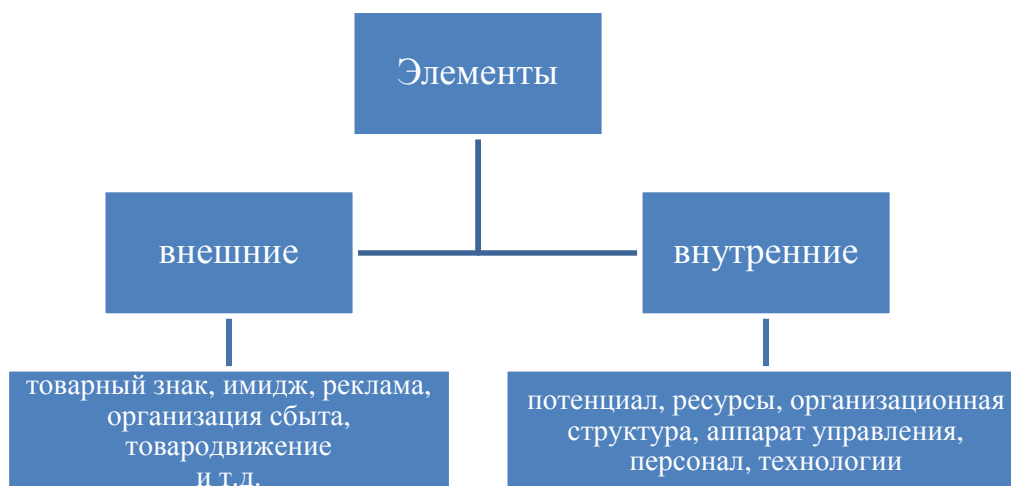 Элементы
внешние
внутренние
товарный знак, имидж, реклама,
организация сбыта,
товародвижение
и т.д.
потенциал, ресурсы, организационная
структура, аппарат управления,
персонал, технологии